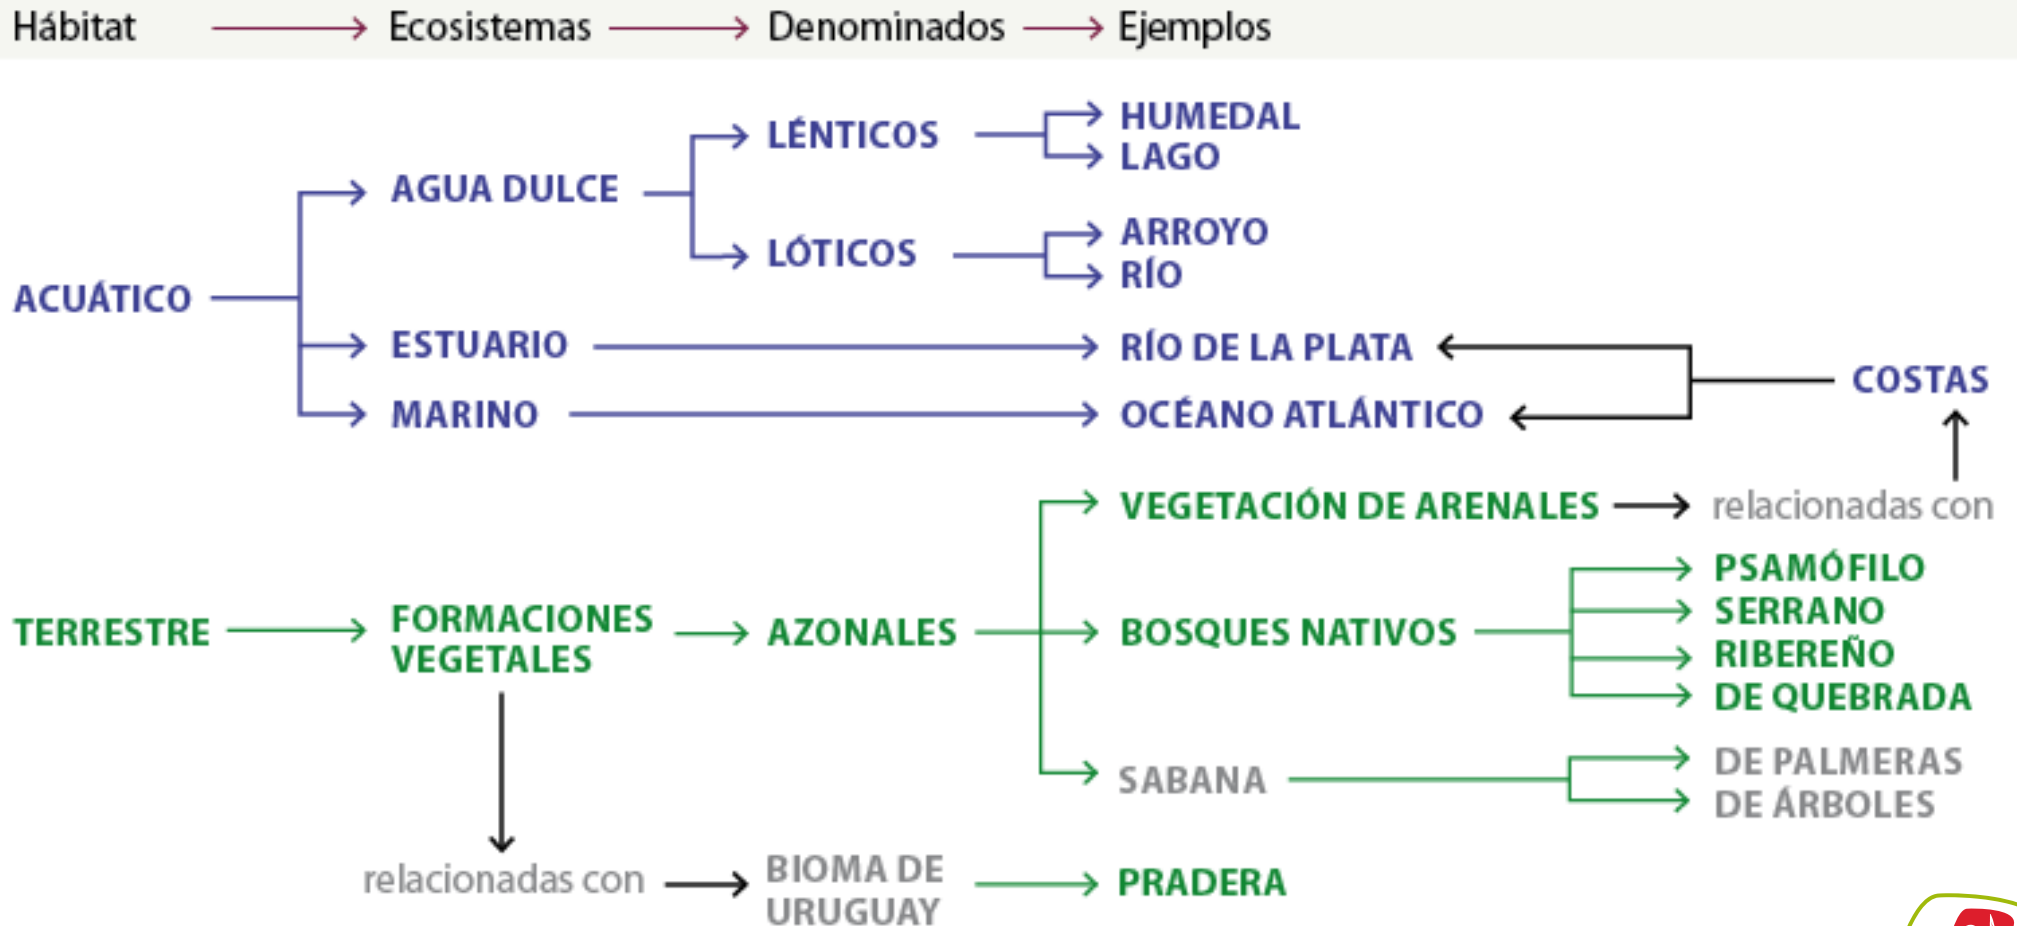 Hábitat Ecosistemas Denominados Ejemplos
HUMEDAL
LÉNTICOS
LAGO
AGUA DULCE
ARROYO
LÓTICOS
RÍO
ACUÁTICO
ESTUARIO RÍO DE LA PLATA
COSTAS
MARINO OCÉANO ATLÁNTICO
VEGETACIÓN DE ARENALES relacionadas con
PSAMÓFILO
SERRANO
TERRESTRE FORMACIONES AZONALES BOSQUES NATIVOS
VEGETALES
RIBEREÑO
DE QUEBRADA
SABANA DE PALMERAS
DE ÁRBOLES
relacionadas con BIOMA DE PRADERA
URUGUAY